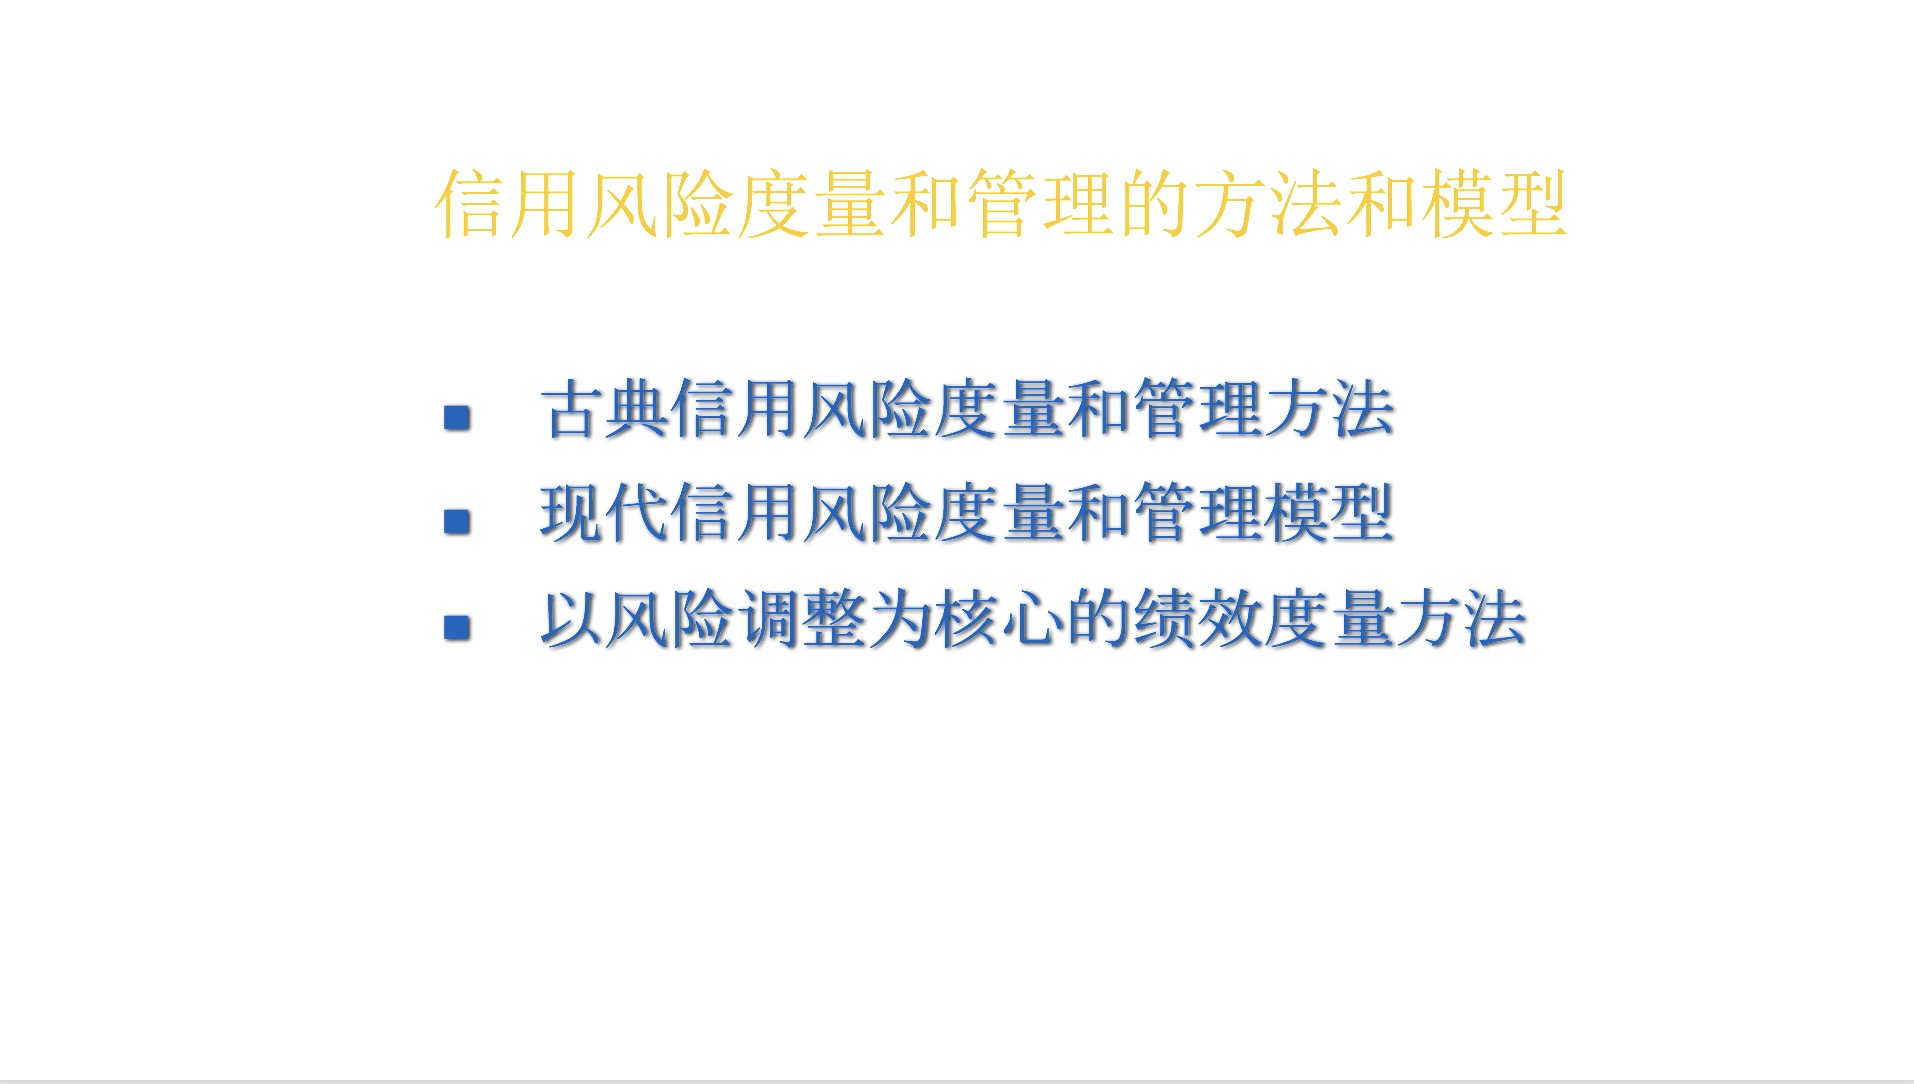 信用风险度量和管理的方法和模型
■ 古典信用风险度量和管理方法
■ 现代信用风险度量和管理模型
■ 以风险调整为核心的绩效度量方法